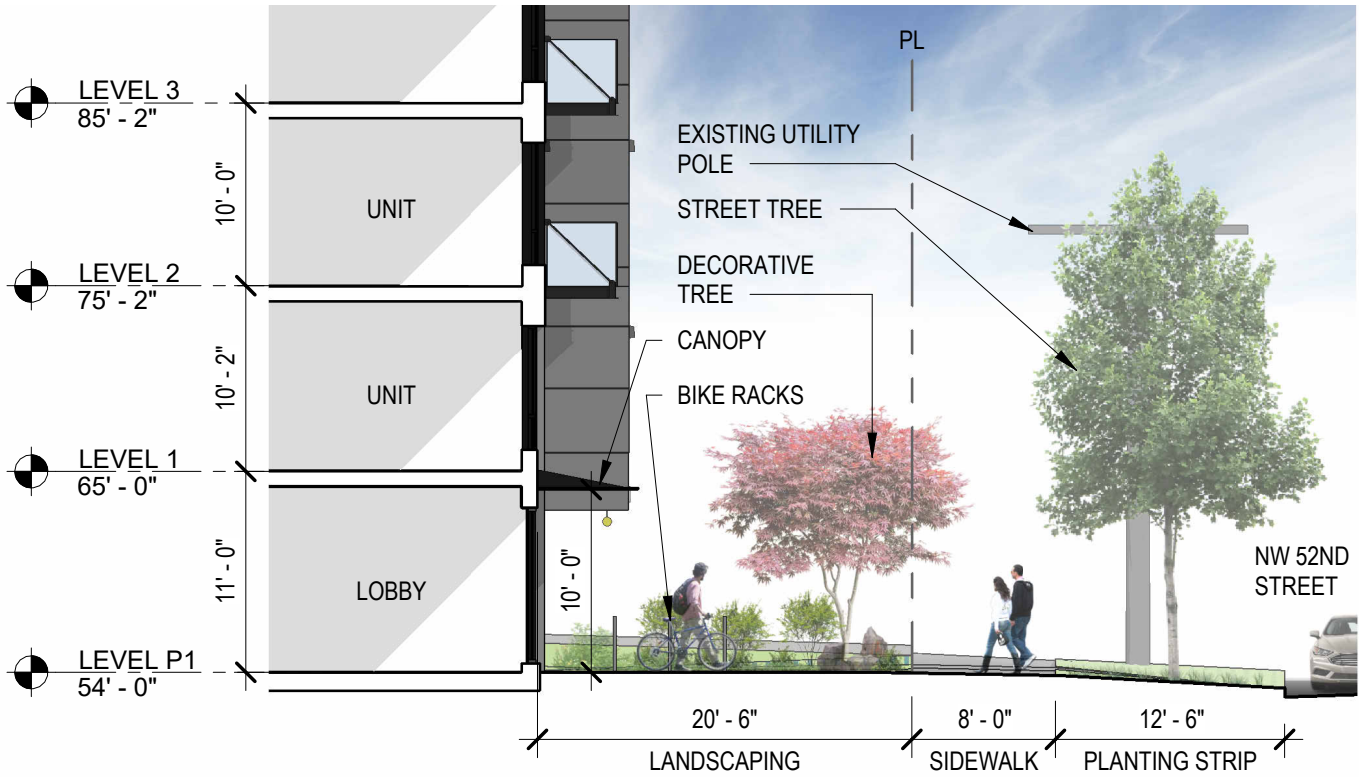 PL
LEVEL 3
85' - 2"
EXISTING UTILITY
POLE
10' - 0"
UNIT
STREET TREE
LEVEL 2
75' - 2"
DECORATIVE
TREE
CANOPY
10' - 2"
UNIT
BIKE RACKS
LEVEL 1
65' - 0"
11' - 0"
LOBBY
10' - 0"
NW 52ND
STREET
LEVEL P1
54' - 0"
20' - 6"
8' - 0"
12' - 6"
LANDSCAPING
SIDEWALK
PLANTING STRIP